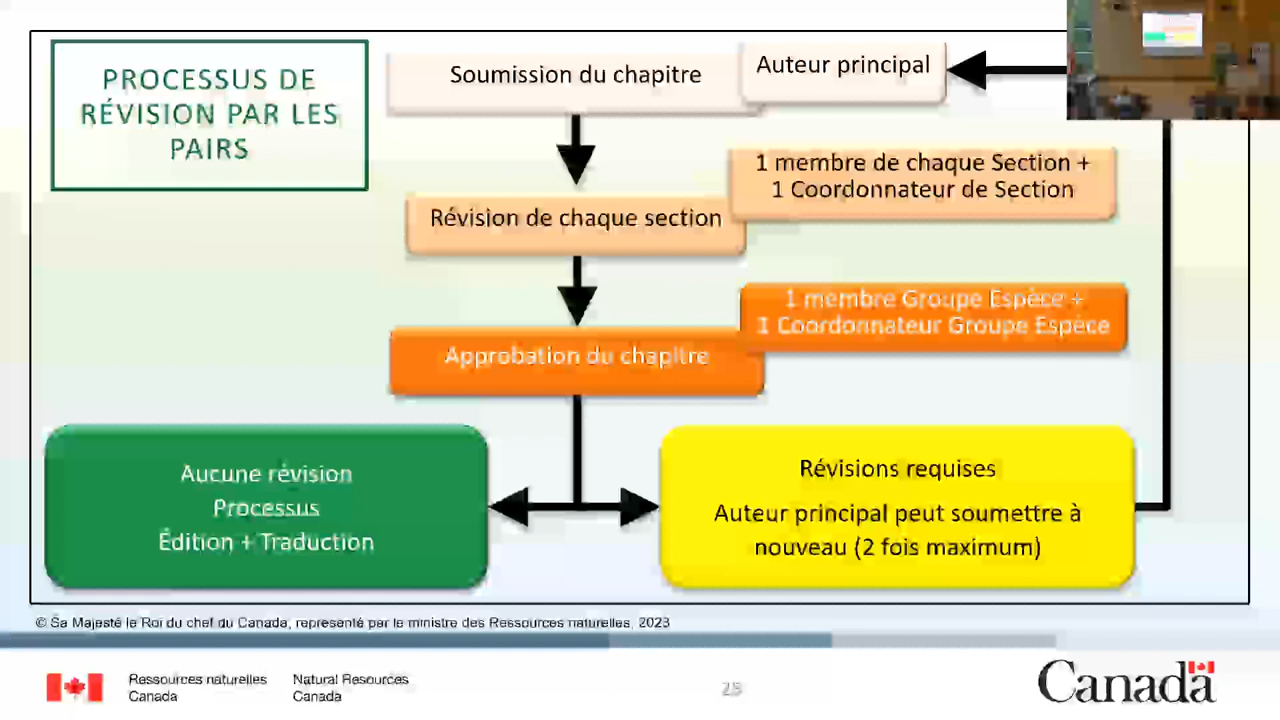 PROCESSUS DE
RÉVISION PAR LES
PAIRS
Soumission du chapitre
Auteur principal
1 membre de chaque Section +
1 Coordonnateur de Section
Révision de chaque section
1 membre Groupe Espèce +
1 Coordonnateur Groupe Espèce
Approbation du chapitre
Aucune révision
Processus
Édition + Traduction
Révisions requises
Auteur principal peut soumettre à
nouveau (2 fois maximum)
© Sa Majesté le Roi du chef du Canada, représenté par le ministre des Ressources naturelles, 2023
Ressources naturelles
Canada
Natural Resources
Canada
25
Canada